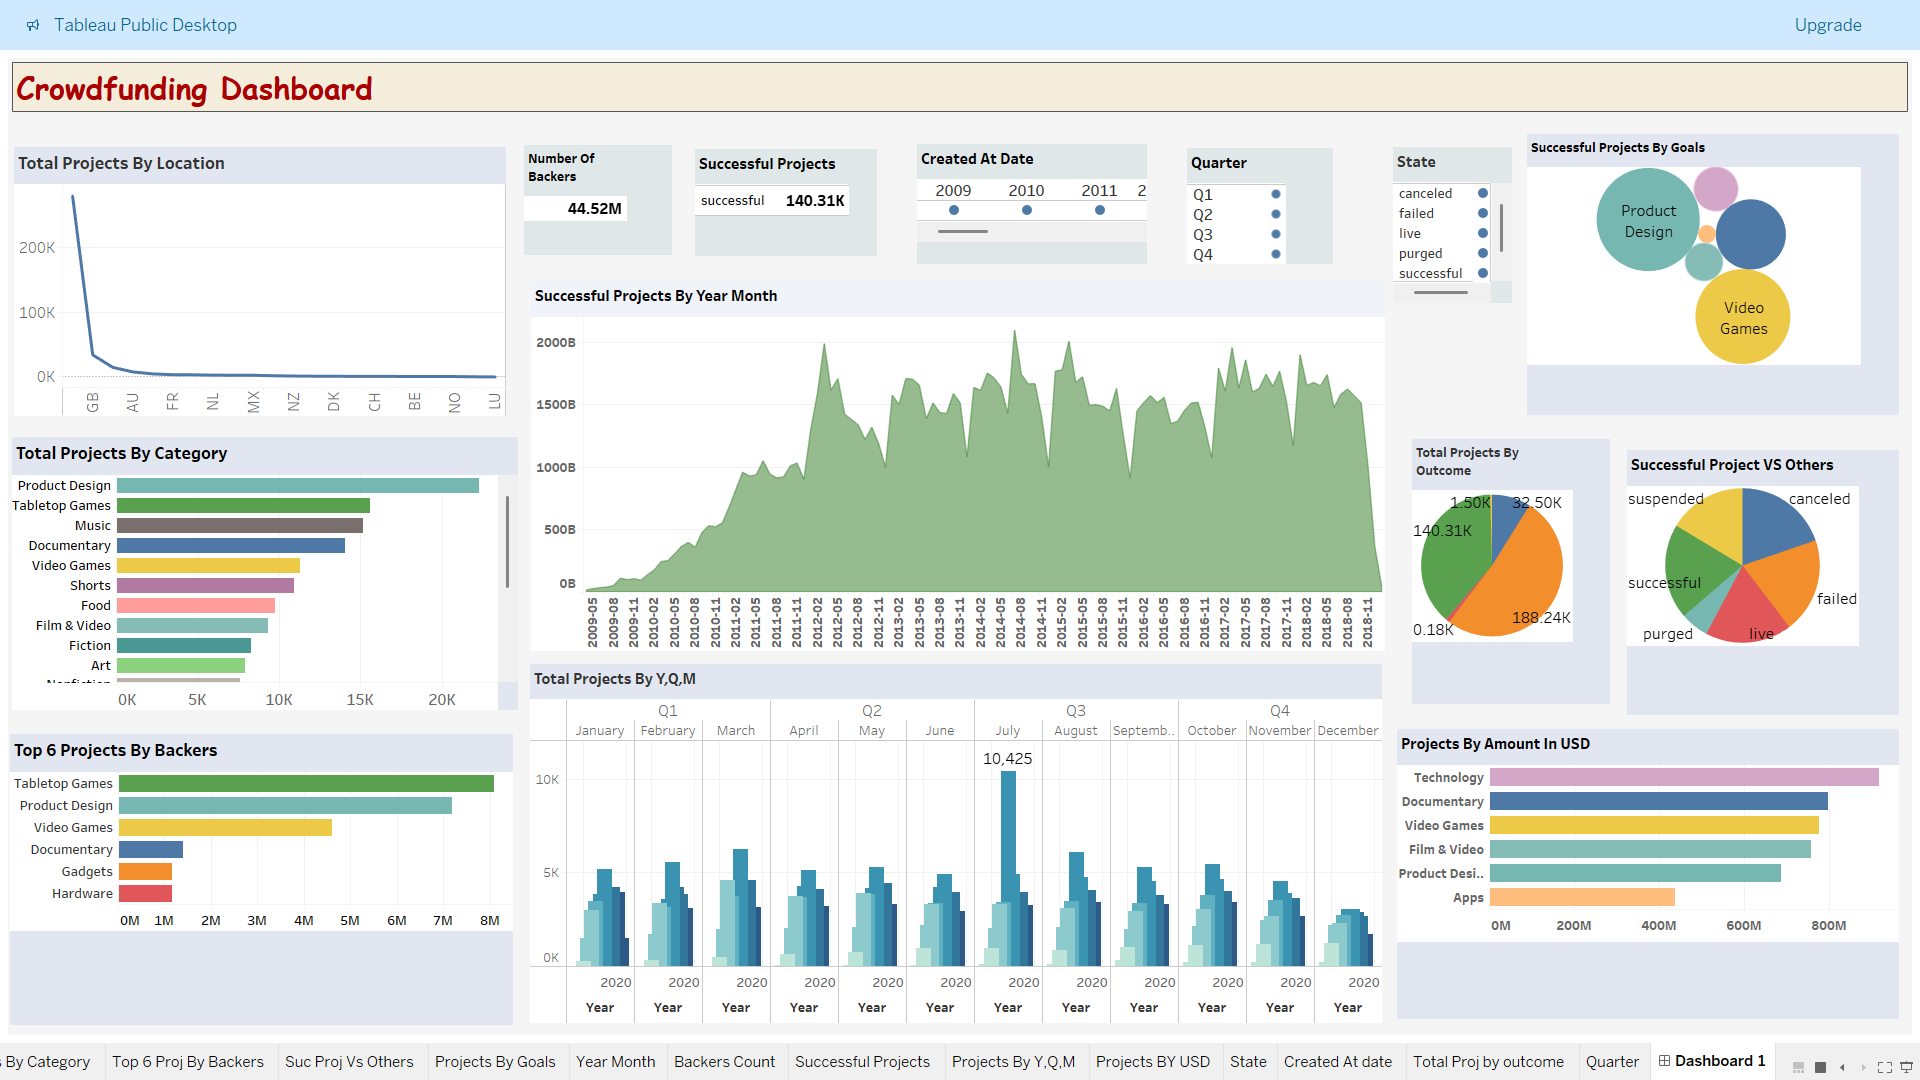 Tableau Public Desktop
Upgrade
Crowdfunding Dashboard
Total Projects By Location
200K
100K
0K
GB AU FR NL MX NZ DK CH BE NO LU
Number Of
Backers
44.52M
Successful Projects
successful 140.31K
Created At Date
2009 2010 2011 2
Quarter
Q1
Q2
Q3
Q4
State
canceled
failed
live
purged
successful
Successful Projects By Goals
Product
Design
Video
Games
Successful Projects By Year Month
2000B
1500B
1000B
500B
0B
2009-05 2009-08 2009-11 2010-02 2010-05 2010-08 2010-11 2011-02 2011-05 2011-08 2011-11 2012-02 2012-05 2012-08 2012-11 2013-02 2013-05 2013-08 2013-11 2014-02 2014-05 2014-08 2014-11 2015-02 2015-05 2015-08 2015-11 2016-02 2016-05 2016-08 2016-11 2017-02 2017-05 2017-08 2017-11 2018-02 2018-05 2018-08 2018-11
Total Projects By Category
Product Design
Tabletop Games
Music
Documentary
Video Games
Shorts
Food
Film & Video
Fiction
Art
0K 5K 10K 15K 20K
Total Projects By
Outcome
1.50K 32.50K
140.31K
188.24K
0.18K
Successful Project VS Others
suspended canceled
successful
failed
purged live
Total Projects By Y,Q,M
Q1 Q2 Q3 Q4
January February March April May June July August Septemb.. October November December
10,425
10K
5K
0K
2020 2020 2020 2020 2020 2020 2020 2020 2020 2020 2020 2020
Year Year Year Year Year Year Year Year Year Year Year Year
Top 6 Projects By Backers
Tabletop Games
Product Design
Video Games
Documentary
Gadgets
Hardware
0M 1M 2M 3M 4M 5M 6M 7M 8M
Projects By Amount In USD
Technology
Documentary
Video Games
Film & Video
Product Desi..
Apps
0M 200M 400M 600M 800M
s By Category Top 6 Proj By Backers Suc Proj Vs Others Projects By Goals Year Month Backers Count Successful Projects Projects By Y,Q,M Projects BY USD State Created At date Total Proj by outcome Quarter Dashboard 1